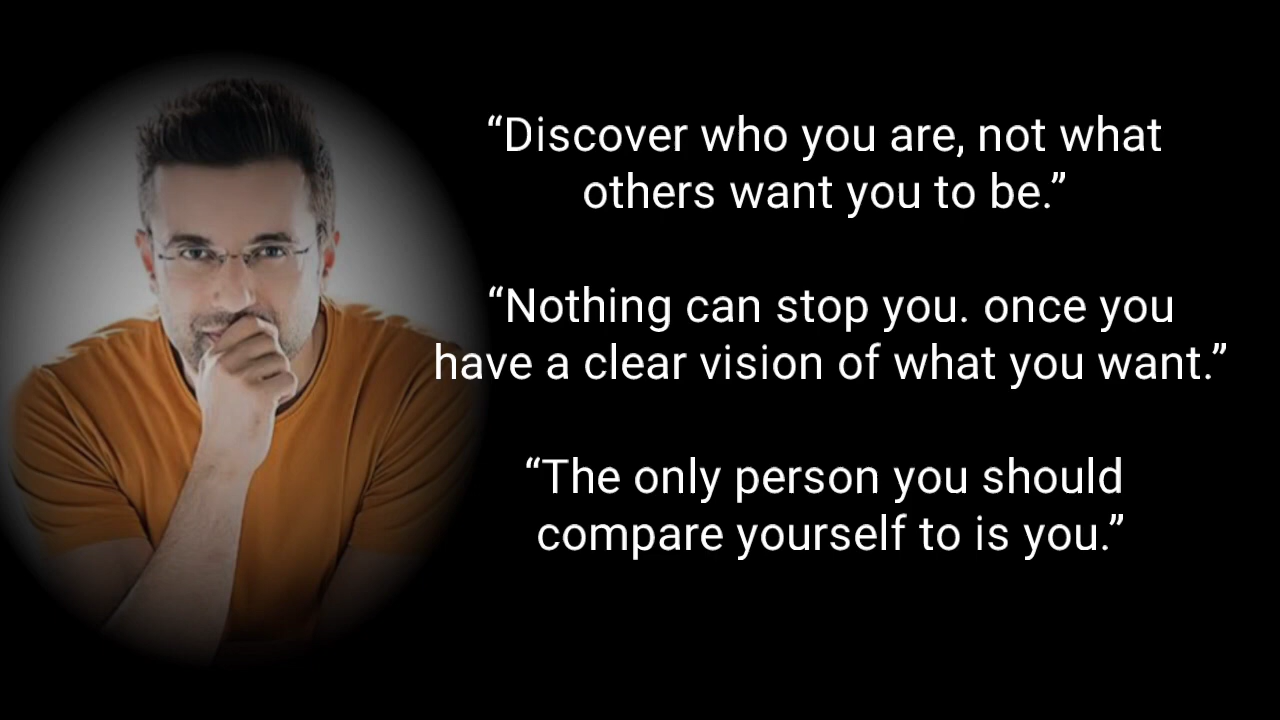 “Discover who you are, not what
others want you to be.”
“Nothing can stop you. once you
have a clear vision of what you want.”
“The only person you should
compare yourself to is you.”